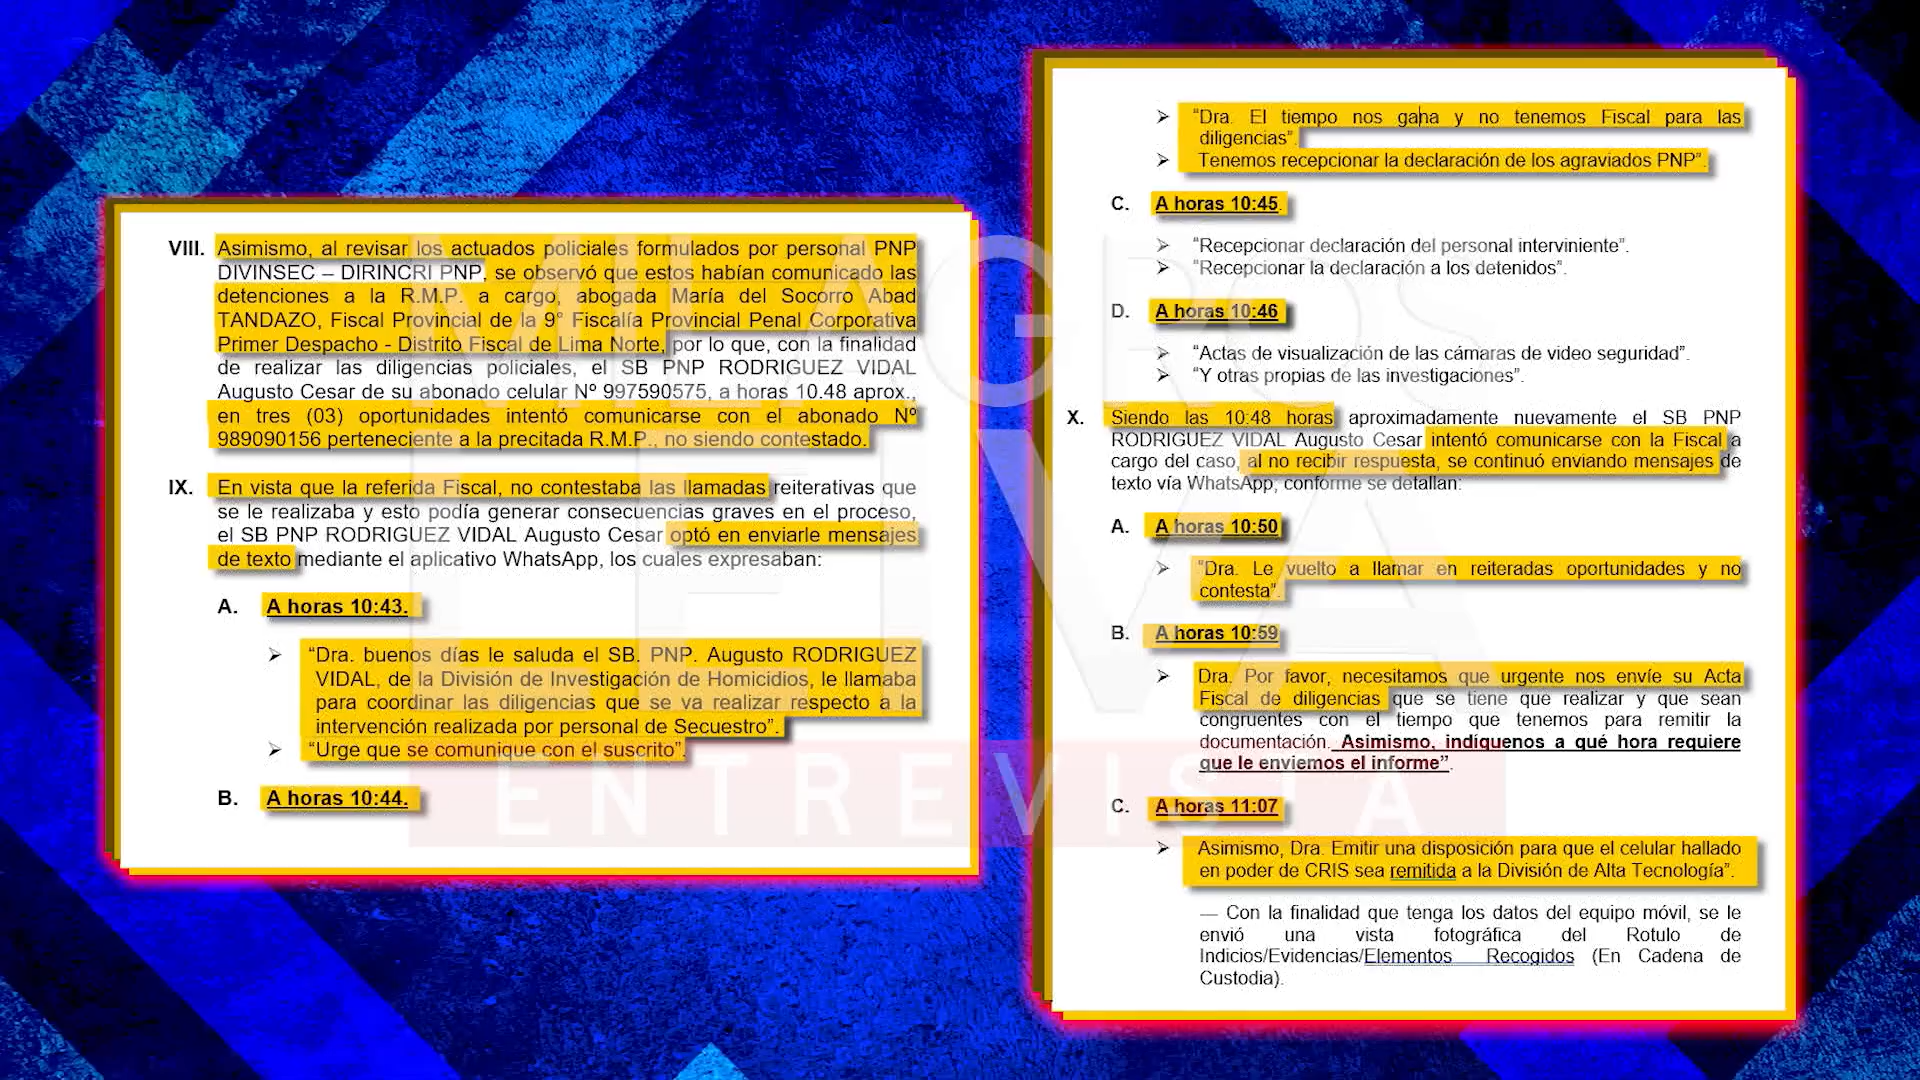 VIII. Asimismo, al revisar los actuados policiales formulados por personal PNP
DIVINSEC – DIRINCRI PNP, se observó que estos habían comunicado las
detenciones a la R.M.P. a cargo, abogada María del Socorro Abad
TANDAZO, Fiscal Provincial de la 9° Fiscalía Provincial Penal Corporativa
Primer Despacho - Distrito Fiscal de Lima Norte, por lo que, con la finalidad
de realizar las diligencias policiales, el SB PNP RODRIGUEZ VIDAL
Augusto Cesar de su abonado celular Nº 997590575, a horas 10.48 aprox.,
en tres (03) oportunidades intentó comunicarse con el abonado Nº
989090156 perteneciente a la precitada R.M.P., no siendo contestado.
IX. En vista que la referida Fiscal, no contestaba las llamadas reiterativas que
se le realizaba y esto podía generar consecuencias graves en el proceso,
el SB PNP RODRIGUEZ VIDAL Augusto Cesar optó en enviarle mensajes
de texto mediante el aplicativo WhatsApp, los cuales expresaban:
A. A horas 10:43.
➢ “Dra. buenos días le saluda el SB. PNP. Augusto RODRIGUEZ
VIDAL, de la División de Investigación de Homicidios, le llamaba
para coordinar las diligencias que se va realizar respecto a la
intervención realizada por personal de Secuestro”.
➢ “Urge que se comunique con el suscrito”.
B. A horas 10:44.
➢ “Dra. El tiempo nos gana y no tenemos Fiscal para las
diligencias”.
➢ Tenemos recepcionar la declaración de los agraviados PNP”.
C. A horas 10:45.
➢ “Recepcionar declaración del personal interviniente”.
➢ “Recepcionar la declaración a los detenidos”.
D. A horas 10:46
➢ “Actas de visualización de las cámaras de video seguridad”.
➢ “Y otras propias de las investigaciones”.
X. Siendo las 10:48 horas aproximadamente nuevamente el SB PNP
RODRIGUEZ VIDAL Augusto Cesar intentó comunicarse con la Fiscal a
cargo del caso, al no recibir respuesta, se continuó enviando mensajes de
texto vía WhatsApp, conforme se detallan:
A. A horas 10:50
➢ “Dra. Le vuelto a llamar en reiteradas oportunidades y no
contesta”.
B. A horas 10:59
➢ Dra. Por favor, necesitamos que urgente nos envíe su Acta
Fiscal de diligencias que se tiene que realizar y que sean
congruentes con el tiempo que tenemos para remitir la
documentación. Asimismo, indíquenos a qué hora requiere
que le enviemos el informe”.
C. A horas 11:07
➢ Asimismo, Dra. Emitir una disposición para que el celular hallado
en poder de CRIS sea remitida a la División de Alta Tecnología”.
— Con la finalidad que tenga los datos del equipo móvil, se le
envió una vista fotográfica del Rotulo de
Indicios/Evidencias/Elementos Recogidos (En Cadena de
Custodia).
MILAGROS
LEIVA
ENTREVISTA